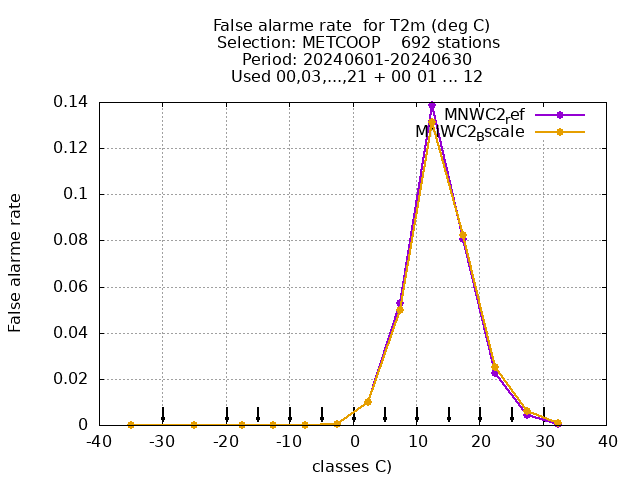 False alarme rate  for T2m (deg C)
Selection: METCOOP    692 stations
Period: 20240601-20240630
Used 00,03,...,21 + 00 01 ... 12
MNWC2ref
MNWC2Bscale
0.14
0.12
0.1
0.08
0.06
0.04
0.02
0
False alarme rate
-40 -30 -20 -10 0 10 20 30 40
classes C)